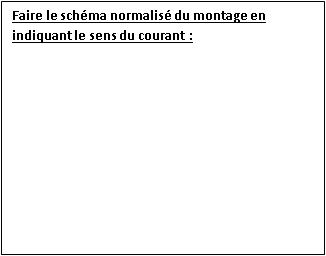 Faire le schéma normalisé du montage en
indiquant le sens du courant :